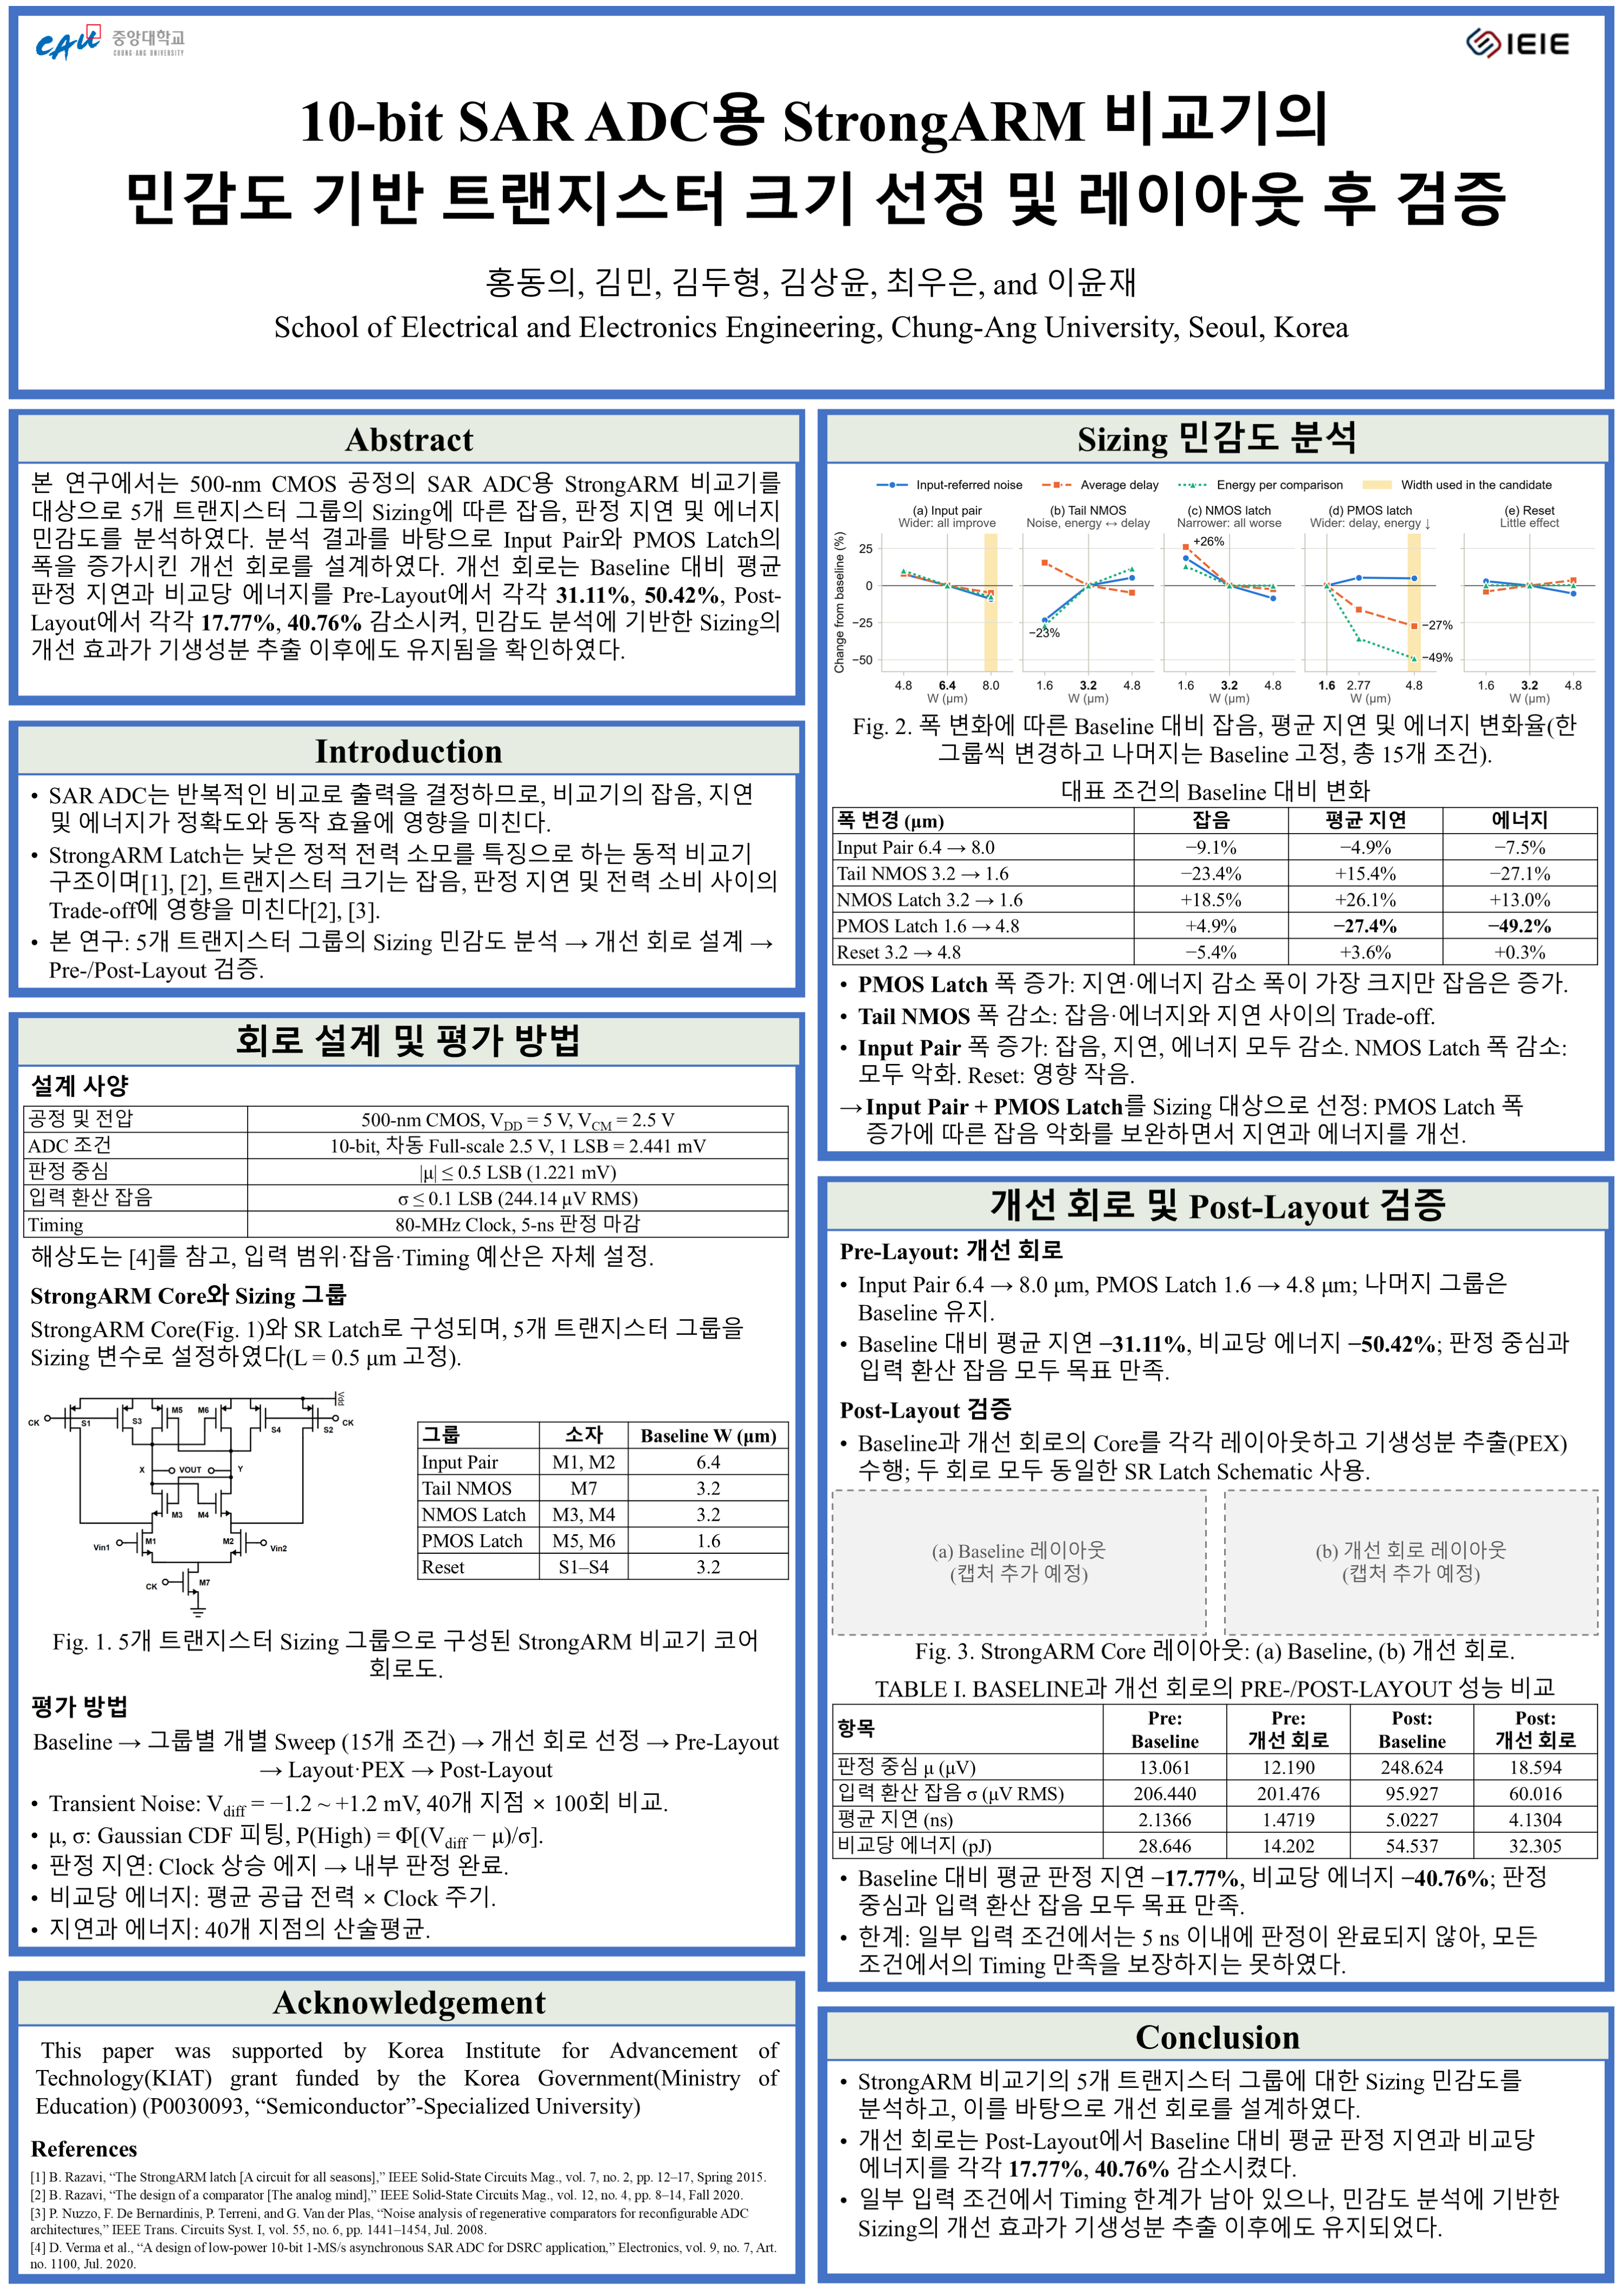 CAU 중앙대학교
CHUNG-ANG UNIVERSITY
IEIE
10-bit SAR ADC용 StrongARM 비교기의
민감도 기반 트랜지스터 크기 선정 및 레이아웃 후 검증
홍동의, 김민, 김두형, 김상윤, 최우은, and 이윤재
School of Electrical and Electronics Engineering, Chung-Ang University, Seoul, Korea
Abstract
본 연구에서는 500-nm CMOS 공정의 SAR ADC용 StrongARM 비교기를
대상으로 5개 트랜지스터 그룹의 Sizing에 따른 잡음, 판정 지연 및 에너지
민감도를 분석하였다. 분석 결과를 바탕으로 Input Pair와 PMOS Latch의
폭을 증가시킨 개선 회로를 설계하였다. 개선 회로는 Baseline 대비 평균
판정 지연과 비교당 에너지를 Pre-Layout에서 각각 31.11%, 50.42%, Post-
Layout에서 각각 17.77%, 40.76% 감소시켜, 민감도 분석에 기반한 Sizing의
개선 효과가 기생성분 추출 이후에도 유지됨을 확인하였다.
Introduction
• SAR ADC는 반복적인 비교로 출력을 결정하므로, 비교기의 잡음, 지연
및 에너지가 정확도와 동작 효율에 영향을 미친다.
• StrongARM Latch는 낮은 정적 전력 소모를 특징으로 하는 동적 비교기
구조이며[1], [2], 트랜지스터 크기는 잡음, 판정 지연 및 전력 소비 사이의
Trade-off에 영향을 미친다[2], [3].
• 본 연구: 5개 트랜지스터 그룹의 Sizing 민감도 분석 → 개선 회로 설계 →
Pre-/Post-Layout 검증.
회로 설계 및 평가 방법
설계 사양
공정 및 전압 500-nm CMOS, VDD = 5 V, VCM = 2.5 V
ADC 조건 10-bit, 차동 Full-scale 2.5 V, 1 LSB = 2.441 mV
판정 중심 |μ| ≤ 0.5 LSB (1.221 mV)
입력 환산 잡음 σ ≤ 0.1 LSB (244.14 μV RMS)
Timing 80-MHz Clock, 5-ns 판정 마감
해상도는 [4]를 참고, 입력 범위·잡음·Timing 예산은 자체 설정.
StrongARM Core와 Sizing 그룹
StrongARM Core(Fig. 1)와 SR Latch로 구성되며, 5개 트랜지스터 그룹을
Sizing 변수로 설정하였다(L = 0.5 μm 고정).
Vdd
CK S1 S3 M5 M6 S4 S2 CK
X VOUT Y
M3 M4
Vin1 M1 M2 Vin2
CK M7
그룹 소자 Baseline W (μm)
Input Pair M1, M2 6.4
Tail NMOS M7 3.2
NMOS Latch M3, M4 3.2
PMOS Latch M5, M6 1.6
Reset S1–S4 3.2
Fig. 1. 5개 트랜지스터 Sizing 그룹으로 구성된 StrongARM 비교기 코어
회로도.
평가 방법
Baseline → 그룹별 개별 Sweep (15개 조건) → 개선 회로 선정 → Pre-Layout
→ Layout·PEX → Post-Layout
• Transient Noise: Vdiff = −1.2 ~ +1.2 mV, 40개 지점 × 100회 비교.
• μ, σ: Gaussian CDF 피팅, P(High) = Φ[(Vdiff − μ)/σ].
• 판정 지연: Clock 상승 에지 → 내부 판정 완료.
• 비교당 에너지: 평균 공급 전력 × Clock 주기.
• 지연과 에너지: 40개 지점의 산술평균.
Acknowledgement
This paper was supported by Korea Institute for Advancement of
Technology(KIAT) grant funded by the Korea Government(Ministry of
Education) (P0030093, “Semiconductor”-Specialized University)
References
[1] B. Razavi, “The StrongARM latch [A circuit for all seasons],” IEEE Solid-State Circuits Mag., vol. 7, no. 2, pp. 12–17, Spring 2015.
[2] B. Razavi, “The design of a comparator [The analog mind],” IEEE Solid-State Circuits Mag., vol. 12, no. 4, pp. 8–14, Fall 2020.
[3] P. Nuzzo, F. De Bernardinis, P. Terreni, and G. Van der Plas, “Noise analysis of regenerative comparators for reconfigurable ADC
architectures,” IEEE Trans. Circuits Syst. I, vol. 55, no. 6, pp. 1441–1454, Jul. 2008.
[4] D. Verma et al., “A design of low-power 10-bit 1-MS/s asynchronous SAR ADC for DSRC application,” Electronics, vol. 9, no. 7, Art.
no. 1100, Jul. 2020.
Sizing 민감도 분석
Input-referred noise Average delay Energy per comparison Width used in the candidate
(a) Input pair (b) Tail NMOS (c) NMOS latch (d) PMOS latch (e) Reset
Wider: all improve Noise, energy ↔ delay Narrower: all worse Wider: delay, energy ↓ Little effect
Change from baseline (%)
25
0
−25
−50
−23%
+26%
−27%
−49%
4.8 6.4 8.0 1.6 3.2 4.8 1.6 3.2 4.8 1.6 2.77 4.8 1.6 3.2 4.8
W (μm) W (μm) W (μm) W (μm) W (μm)
Fig. 2. 폭 변화에 따른 Baseline 대비 잡음, 평균 지연 및 에너지 변화율(한
그룹씩 변경하고 나머지는 Baseline 고정, 총 15개 조건).
대표 조건의 Baseline 대비 변화
폭 변경 (μm) 잡음 평균 지연 에너지
Input Pair 6.4 → 8.0 −9.1% −4.9% −7.5%
Tail NMOS 3.2 → 1.6 −23.4% +15.4% −27.1%
NMOS Latch 3.2 → 1.6 +18.5% +26.1% +13.0%
PMOS Latch 1.6 → 4.8 +4.9% −27.4% −49.2%
Reset 3.2 → 4.8 −5.4% +3.6% +0.3%
• PMOS Latch 폭 증가: 지연·에너지 감소 폭이 가장 크지만 잡음은 증가.
• Tail NMOS 폭 감소: 잡음·에너지와 지연 사이의 Trade-off.
• Input Pair 폭 증가: 잡음, 지연, 에너지 모두 감소. NMOS Latch 폭 감소:
모두 악화. Reset: 영향 작음.
→ Input Pair + PMOS Latch를 Sizing 대상으로 선정: PMOS Latch 폭
증가에 따른 잡음 악화를 보완하면서 지연과 에너지를 개선.
개선 회로 및 Post-Layout 검증
Pre-Layout: 개선 회로
• Input Pair 6.4 → 8.0 μm, PMOS Latch 1.6 → 4.8 μm; 나머지 그룹은
Baseline 유지.
• Baseline 대비 평균 지연 −31.11%, 비교당 에너지 −50.42%; 판정 중심과
입력 환산 잡음 모두 목표 만족.
Post-Layout 검증
• Baseline과 개선 회로의 Core를 각각 레이아웃하고 기생성분 추출(PEX)
수행; 두 회로 모두 동일한 SR Latch Schematic 사용.
(a) Baseline 레이아웃
(캡처 추가 예정)
(b) 개선 회로 레이아웃
(캡처 추가 예정)
Fig. 3. StrongARM Core 레이아웃: (a) Baseline, (b) 개선 회로.
TABLE I. BASELINE과 개선 회로의 PRE-/POST-LAYOUT 성능 비교
항목 Pre: Baseline Pre: 개선 회로 Post: Baseline Post: 개선 회로
판정 중심 μ (μV) 13.061 12.190 248.624 18.594
입력 환산 잡음 σ (μV RMS) 206.440 201.476 95.927 60.016
평균 지연 (ns) 2.1366 1.4719 5.0227 4.1304
비교당 에너지 (pJ) 28.646 14.202 54.537 32.305
• Baseline 대비 평균 판정 지연 −17.77%, 비교당 에너지 −40.76%; 판정
중심과 입력 환산 잡음 모두 목표 만족.
• 한계: 일부 입력 조건에서는 5 ns 이내에 판정이 완료되지 않아, 모든
조건에서의 Timing 만족을 보장하지는 못하였다.
Conclusion
• StrongARM 비교기의 5개 트랜지스터 그룹에 대한 Sizing 민감도를
분석하고, 이를 바탕으로 개선 회로를 설계하였다.
• 개선 회로는 Post-Layout에서 Baseline 대비 평균 판정 지연과 비교당
에너지를 각각 17.77%, 40.76% 감소시켰다.
• 일부 입력 조건에서 Timing 한계가 남아 있으나, 민감도 분석에 기반한
Sizing의 개선 효과가 기생성분 추출 이후에도 유지되었다.